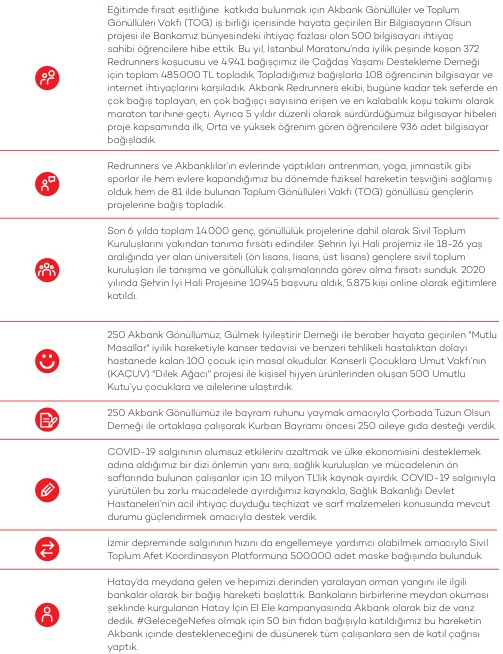 Eğitimde fırsat eşitliğine  katkıda bulunmak için Akbank Gönüllüler ve Toplum
Gönüllüleri Vakfı (TOG) iş birliği içerisinde hayata geçirilen Bir Bilgisayarın Olsun
projesi ile Bankamız bünyesindeki ihtiyaç fazlası olan 500 bilgisayarı ihtiyaç
sahibi öğrencilere hibe ettik. Bu yıl, İstanbul Maratonu'nda iyilik peşinde koşan 372
Redrunners koşucusu ve 4.941 bağışçımız ile Çağdaş Yaşamı Destekleme Derneği
için toplam 485.000 TL topladık. Topladığımız bağışlarla 108 öğrencinin bilgisayar ve
internet ihtiyaçlarını karşıladık. Akbank Redrunners ekibi, bugüne kadar tek seferde en
çok bağış toplayan, en çok bağışçı sayısına erişen ve en kalabalık koşu takımı olarak
maraton tarihine geçti. Ayrıca 5 yıldır düzenli olarak sürdürdüğümüz bilgisayar hibeleri
proje kapsamında ilk, Orta ve yüksek öğrenim gören öğrencilere 936 adet bilgisayar
bağışladık.
Redrunners ve Akbanklılar'ın evlerinde yaptıkları antrenman, yoga, jimnastik gibi
sporlar ile hem evlere kapandığımız bu dönemde fiziksel hareketin teşviğini sağlamış
olduk hem de 81 ilde bulunan Toplum Gönüllüleri Vakfı (TOG) gönüllüsü gençlerin
projelerine bağış topladık.
Son 6 yılda toplam 14.000 genç, gönüllülük projelerine dahil olarak Sivil Toplum
Kuruluşlarını yakından tanıma fırsatı edindiler. Şehrin İyi Hali projemiz ile 18-26 yaş
aralığında yer alan üniversiteli (ön lisans, lisans, üst lisans) gençlere sivil toplum
kuruluşları ile tanışma ve gönüllülük çalışmalarında görev alma fırsatı sunduk. 2020
yılında Şehrin İyi Hali Projesine 10.945 başvuru aldık, 5.875 kişi online olarak eğitimlere
katıldı.
250 Akbank Gönüllümüz, Gülmek İyileştirir Derneği ile beraber hayata geçirilen "Mutlu
Masallar" iyilik hareketiyle kanser tedavisi ve benzeri tehlikeli hastalıktan dolayı
hastanede kalan 100 çocuk için masal okudular. Kanserli Çocuklara Umut Vakfı'nın
(KAÇUV) "Dilek Ağacı" projesi ile kişisel hijyen ürünlerinden oluşan 500 Umutlu
Kutu'yu çocuklara ve ailelerine ulaştırdık.
250 Akbank Gönüllümüz ile bayram ruhunu yaymak amacıyla Çorbada Tuzun Olsun
Derneği ile ortaklaşa çalışarak Kurban Bayramı öncesi 250 aileye gıda desteği verdik.
COVID-19 salgınının olumsuz etkilerini azaltmak ve ülke ekonomisini desteklemek
adına aldığımız bir dizi önlemin yanı sıra, sağlık kuruluşları ve mücadelenin ön
saflarında bulunan çalışanlar için 10 milyon TL'lik kaynak ayırdık. COVID-19 salgınıyla
yürütülen bu zorlu mücadelede ayırdığımız kaynakla, Sağlık Bakanlığı Devlet
Hastaneleri'nin acil ihtiyaç duyduğu teçhizat ve sarf malzemeleri konusunda mevcut
durumu güçlendirmek amacıyla destek verdik.
İzmir depreminde salgınının hızını da engellemeye yardımcı olabilmek amacıyla Sivil
Toplum Afet Koordinasyon Platformuna 500.000 adet maske bağışında bulunduk.
Hatay'da meydana gelen ve hepimizi derinden yaralayan orman yangını ile ilgili
bankalar olarak bir bağış hareketi başlattık. Bankaların birbirlerine meydan okuması
şeklinde kurgulanan Hatay İçin El Ele kampanyasında Akbank olarak biz de varız
dedik. #GeleceğeNefes olmak için 50 bin fidan bağışıyla katıldığımız bu hareketin
Akbank içinde destekleneceğini de düşünerek tüm çalışanlara sen de katıl çağrısı
yaptık.